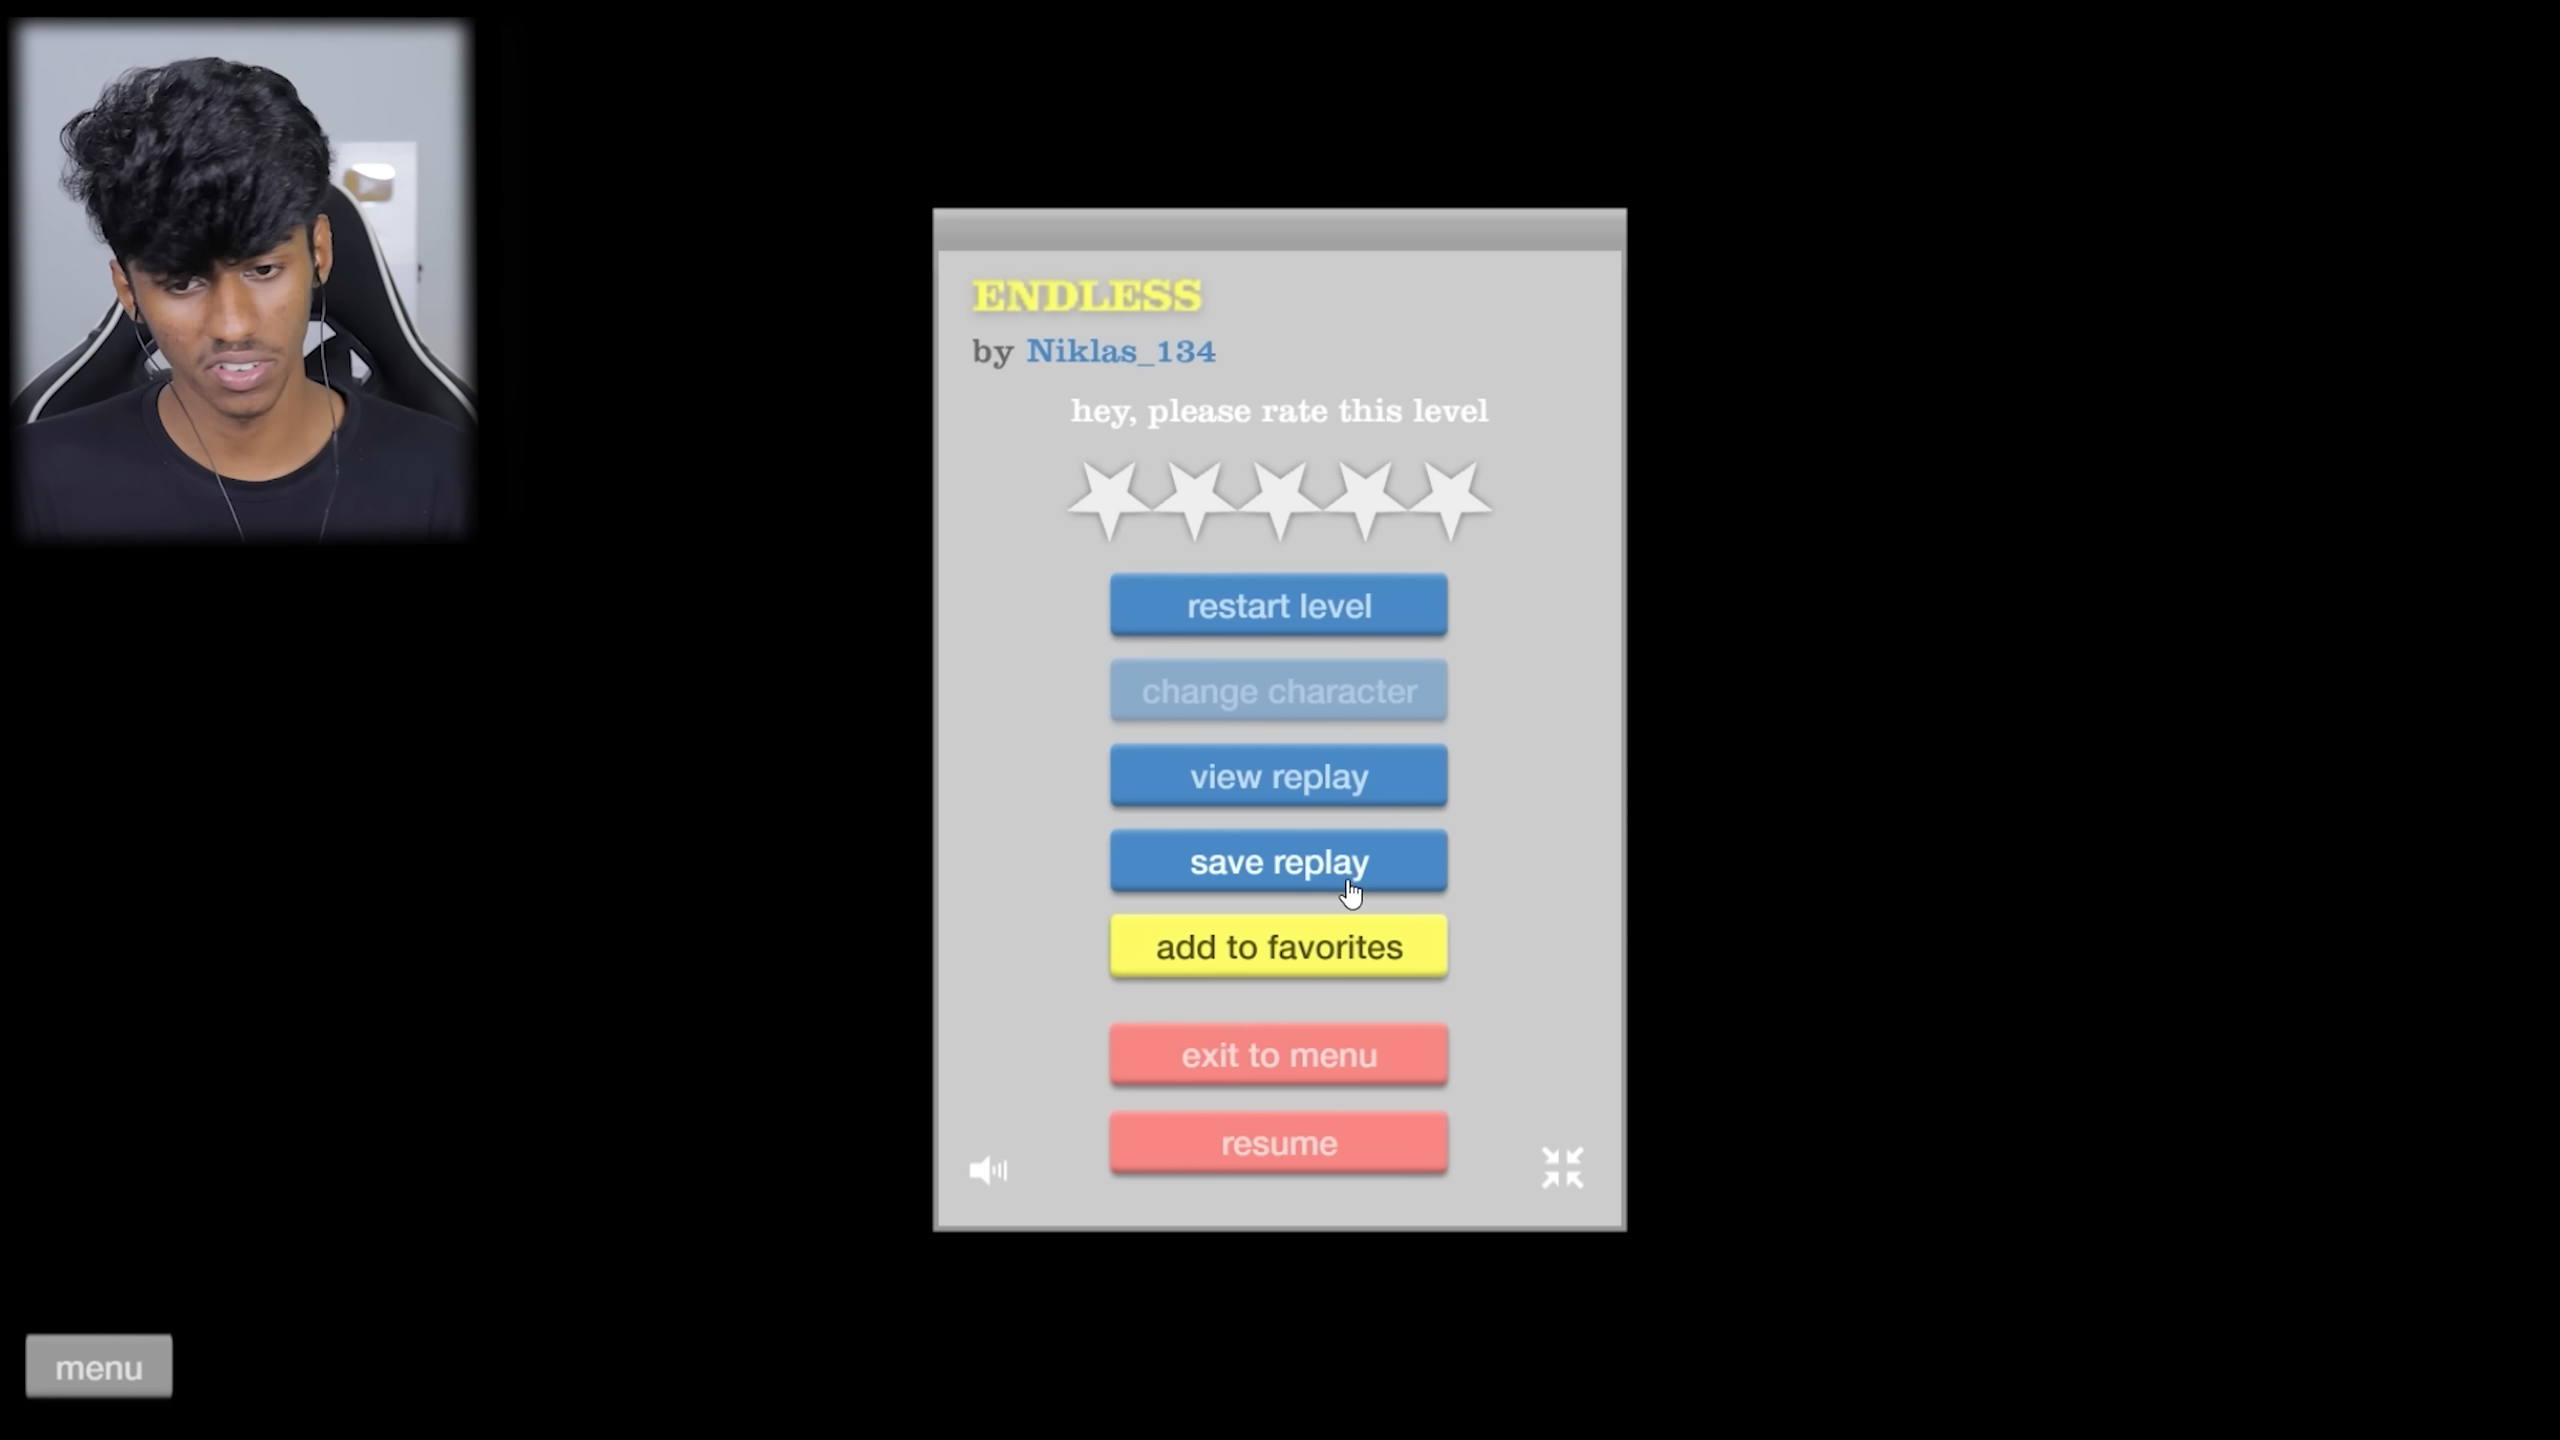 ENDLESS
by Niklas_134
hey, please rate this level
restart level
change character
view replay
save replay
add to favorites
exit to menu
resume
menu